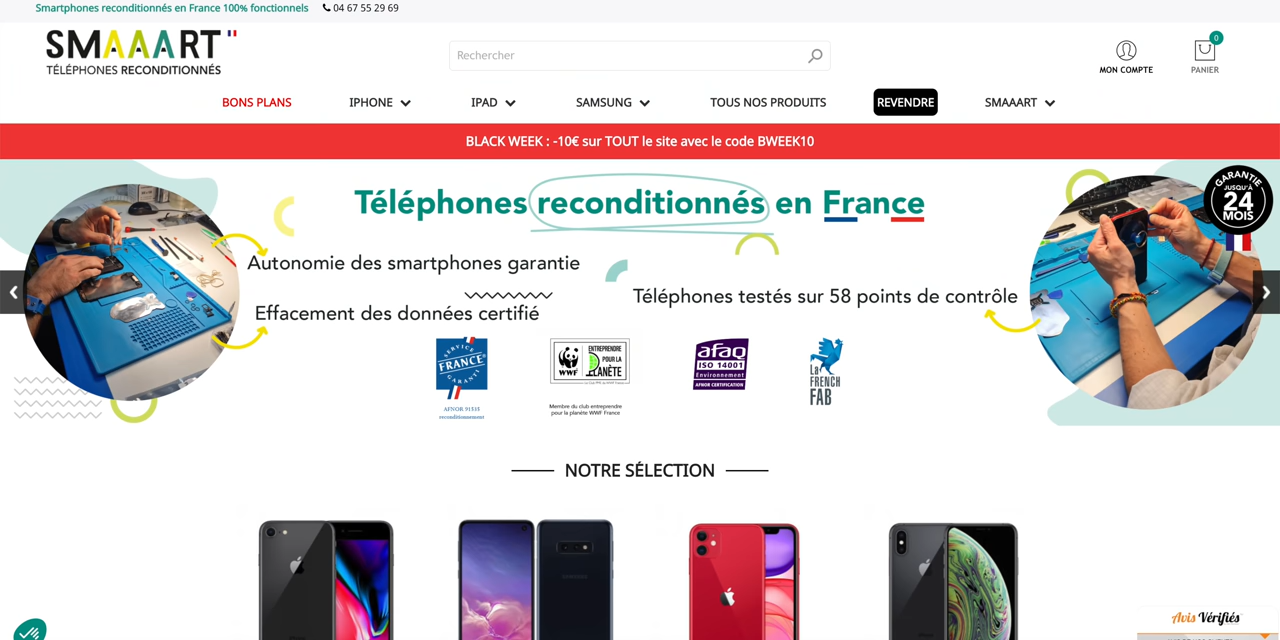 Smartphones reconditionnés en France 100% fonctionnels
04 67 55 29 69
SMAAART
TÉLÉPHONES RECONDITIONNÉS
Rechercher
MON COMPTE
0
PANIER
BONS PLANS
IPHONE
IPAD
SAMSUNG
TOUS NOS PRODUITS
REVENDRE
SMAAART
BLACK WEEK : -10€ sur TOUT le site avec le code BWEEK10
Téléphones reconditionnés en France
GARANTIE
JUSQU'À
24
MOIS
Autonomie des smartphones garantie
Effacement des données certifié
Téléphones testés sur 58 points de contrôle
SERVICE
FRANCE
GARANTI
AFNOR 91535
reconditionnement
WWF
ENTREPRENDRE
POUR LA
PLANÈTE
Membre du club entreprendre
pour la planète WWF France
afaq
ISO 14001
Environnement
AFNOR CERTIFICATION
La
FRENCH
FAB
NOTRE SÉLECTION
Avis Vérifiés